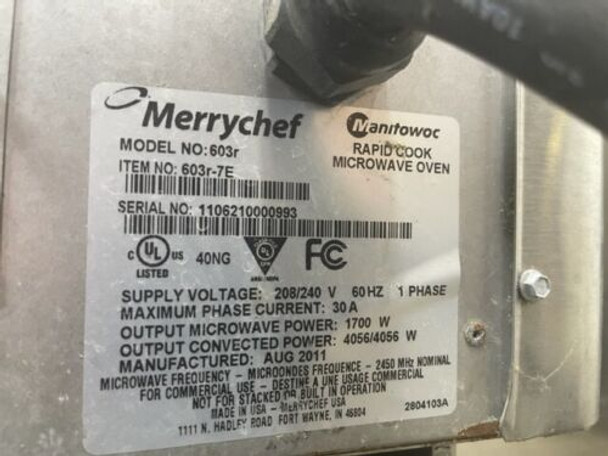 Merrychef
Manitowoc
MODEL NO: 603r
RAPID COOK
MICROWAVE OVEN
ITEM NO: 603r-7E
SERIAL NO: 1106210000993
C UL US
LISTED
40NG
FC
SUPPLY VOLTAGE: 208/240 V 60 HZ 1 PHASE
MAXIMUM PHASE CURRENT: 30 A
OUTPUT MICROWAVE POWER: 1700 W
OUTPUT CONVECTED POWER: 4056/4056 W
MANUFACTURED: AUG 2011
MICROWAVE FREQUENCY - MICROONDES FREQUENCE - 2450 MHz NOMINAL
FOR COMMERCIAL USE - DESTINE A UNE USAGE COMMERCIAL
NOT FOR STACKED OR BUILT IN OPERATION
MADE IN USA - MERRYCHEF USA
1111 N. HADLEY ROAD FORT WAYNE, IN 46804
2804103A